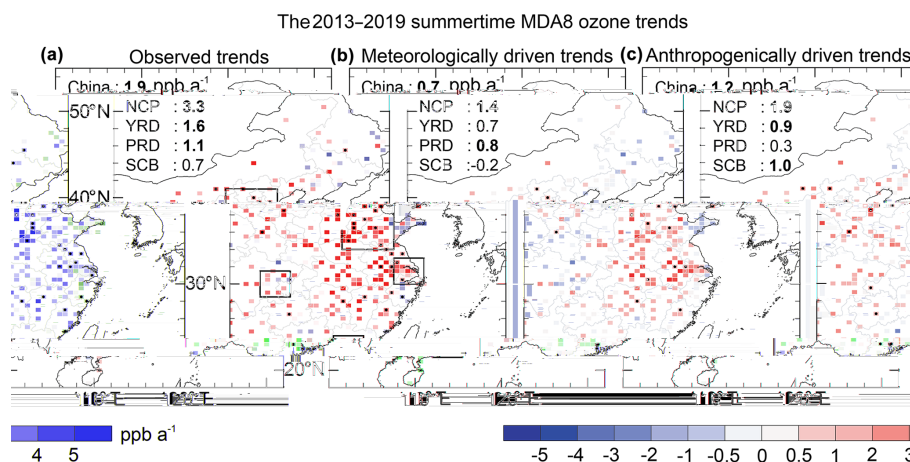 The 2013–2019 summertime MDA8 ozone trends
(a) Observed trends
(b) Meteorologically driven trends
(c) Anthropogenically driven trends
China : 1.9 ppb a⁻¹
NCP : 3.3
YRD : 1.6
PRD : 1.1
SCB : 0.7
China : 0.7 ppb a⁻¹
NCP : 1.4
YRD : 0.7
PRD : 0.8
SCB : -0.2
China : 1.2 ppb a⁻¹
NCP : 1.9
YRD : 0.9
PRD : 0.3
SCB : 1.0
50°N
40°N
30°N
20°N
4 5 ppb a⁻¹
-5 -4 -3 -2 -1 -0.5 0 0.5 1 2 3